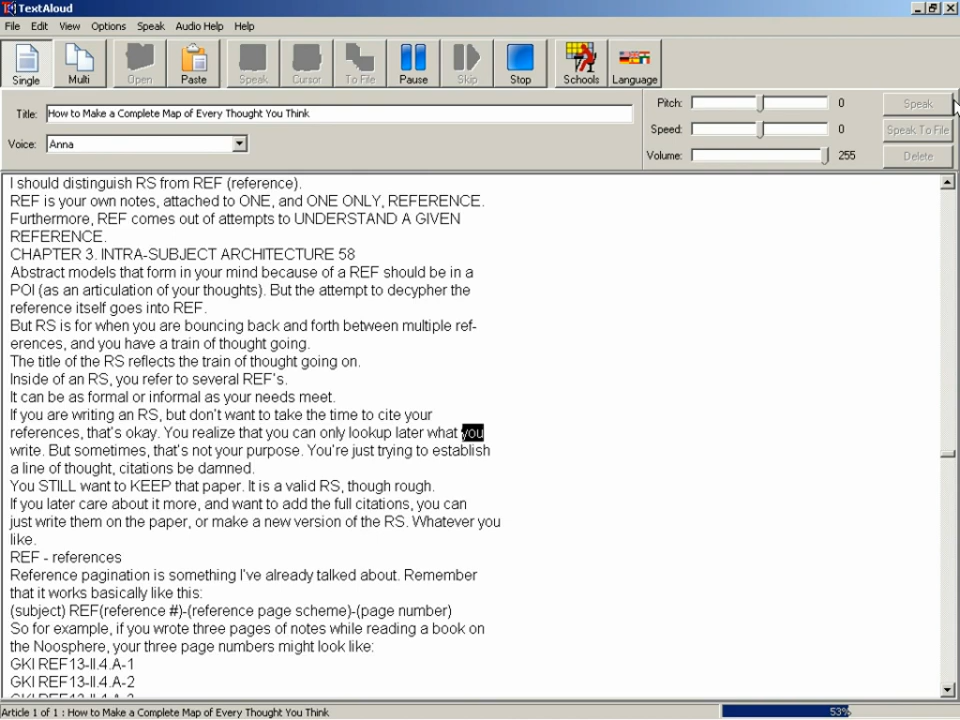 TextAloud
File Edit View Options Speak Audio Help Help
Single Multi Open Paste Speak Cursor To File Pause Skip Stop Schools Language
Title: How to Make a Complete Map of Every Thought You Think
Voice: Anna
Pitch: 0 Speak
Speed: 0 Speak To File
Volume: 255 Delete
I should distinguish RS from REF (reference).
REF is your own notes, attached to ONE, and ONE ONLY, REFERENCE.
Furthermore, REF comes out of attempts to UNDERSTAND A GIVEN
REFERENCE.
CHAPTER 3. INTRA-SUBJECT ARCHITECTURE 58
Abstract models that form in your mind because of a REF should be in a
POI (as an articulation of your thoughts). But the attempt to decypher the
reference itself goes into REF.
But RS is for when you are bouncing back and forth between multiple ref-
erences, and you have a train of thought going.
The title of the RS reflects the train of thought going on.
Inside of an RS, you refer to several REF's.
It can be as formal or informal as your needs meet.
If you are writing an RS, but don't want to take the time to cite your
references, that's okay. You realize that you can only lookup later what you
write. But sometimes, that's not your purpose. You're just trying to establish
a line of thought, citations be damned.
You STILL want to KEEP that paper. It is a valid RS, though rough.
If you later care about it more, and want to add the full citations, you can
just write them on the paper, or make a new version of the RS. Whatever you
like.
REF - references
Reference pagination is something I've already talked about. Remember
that it works basically like this:
(subject) REF(reference #)-(reference page scheme)-(page number)
So for example, if you wrote three pages of notes while reading a book on
the Noosphere, your three page numbers might look like:
GKI REF13-II.4.A-1
GKI REF13-II.4.A-2
GKI REF13-II.4.A-3
Article 1 of 1 : How to Make a Complete Map of Every Thought You Think 53%